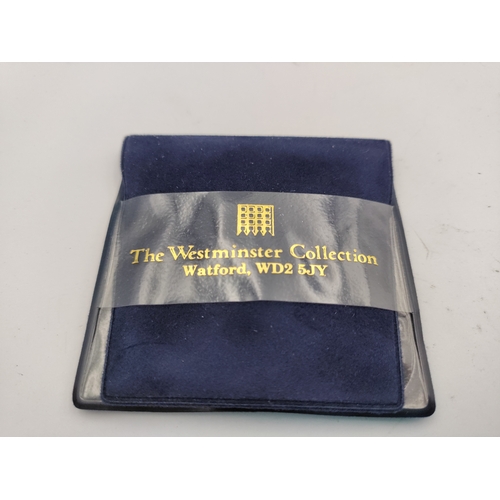 The Westminster Collection
Watford, WD2 5JY